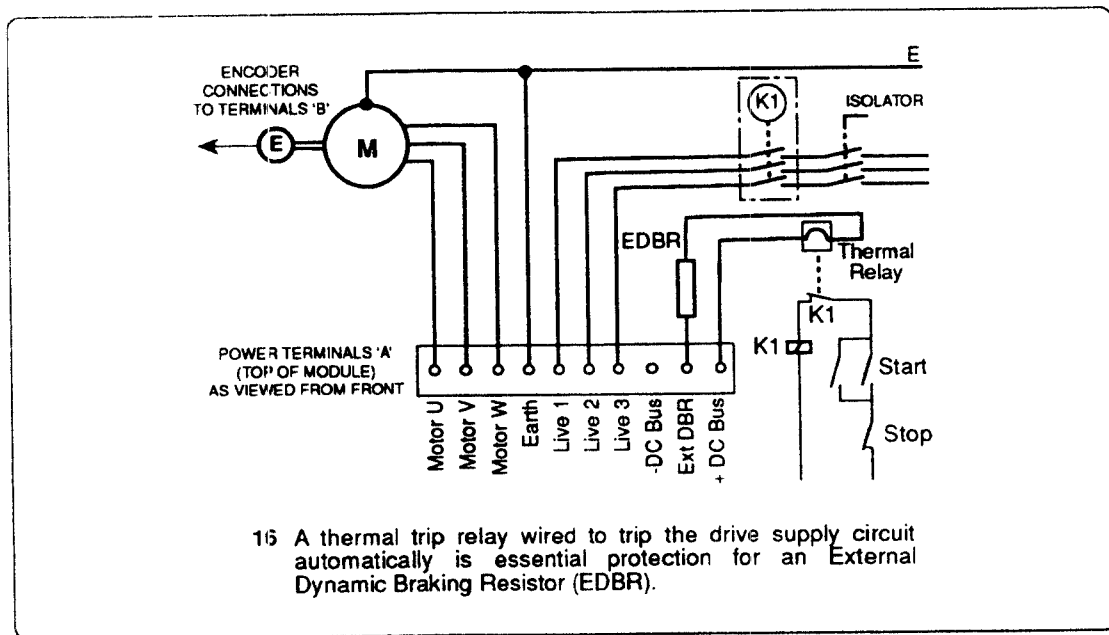 E
ENCODER
CONNECTIONS
TO TERMINALS 'B'
E
M
K1
ISOLATOR
EDBR
Thermal
Relay
K1
K1
Start
Stop
POWER TERMINALS 'A'
(TOP OF MODULE)
AS VIEWED FROM FRONT
Motor U
Motor V
Motor W
Earth
Live 1
Live 2
Live 3
-DC Bus
Ext DBR
+ DC Bus
16 A thermal trip relay wired to trip the drive supply circuit
automatically is essential protection for an External
Dynamic Braking Resistor (EDBR).